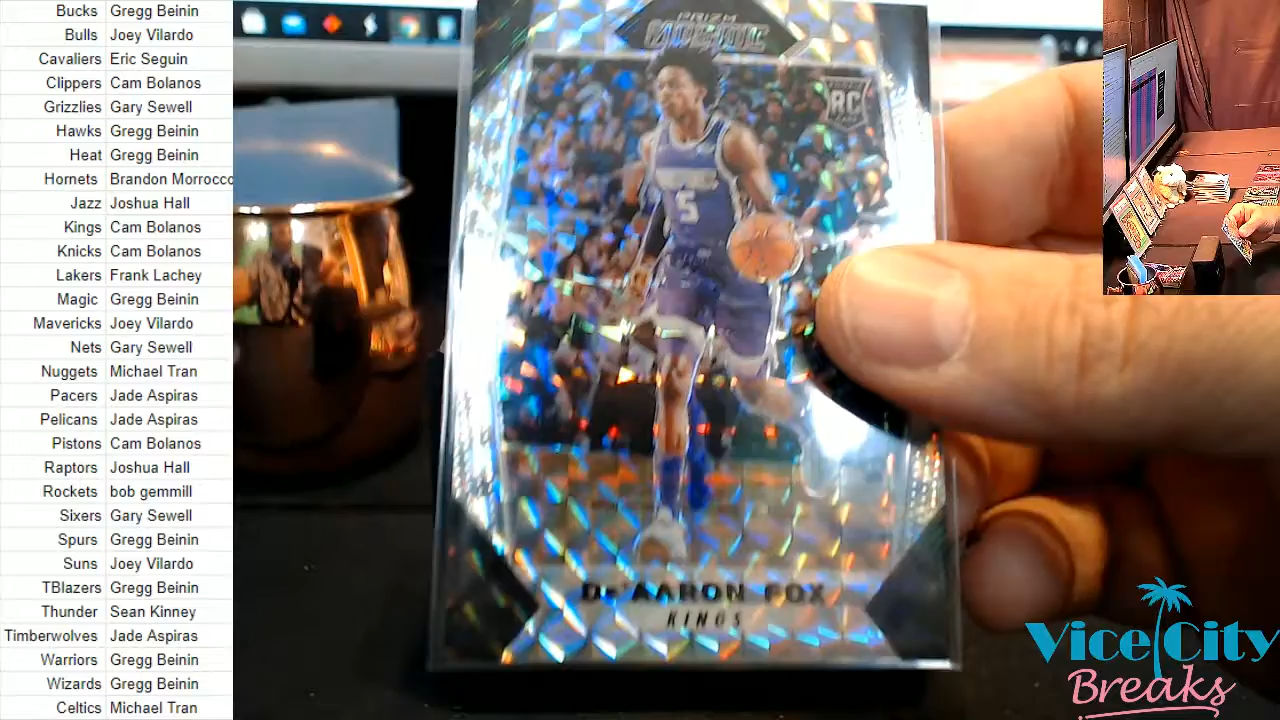 Bucks Gregg Beinin
Bulls Joey Vilardo
Cavaliers Eric Seguin
Clippers Cam Bolanos
Grizzlies Gary Sewell
Hawks Gregg Beinin
Heat Gregg Beinin
Hornets Brandon Morrocco
Jazz Joshua Hall
Kings Cam Bolanos
Knicks Cam Bolanos
Lakers Frank Lachey
Magic Gregg Beinin
Mavericks Joey Vilardo
Nets Gary Sewell
Nuggets Michael Tran
Pacers Jade Aspiras
Pelicans Jade Aspiras
Pistons Cam Bolanos
Raptors Joshua Hall
Rockets bob gemmill
Sixers Gary Sewell
Spurs Gregg Beinin
Suns Joey Vilardo
TBlazers Gregg Beinin
Thunder Sean Kinney
Timberwolves Jade Aspiras
Warriors Gregg Beinin
Wizards Gregg Beinin
Celtics Michael Tran
PRIZM
MOSAIC
RC
5
De'AARON FOX
KINGS
Vice City
Breaks